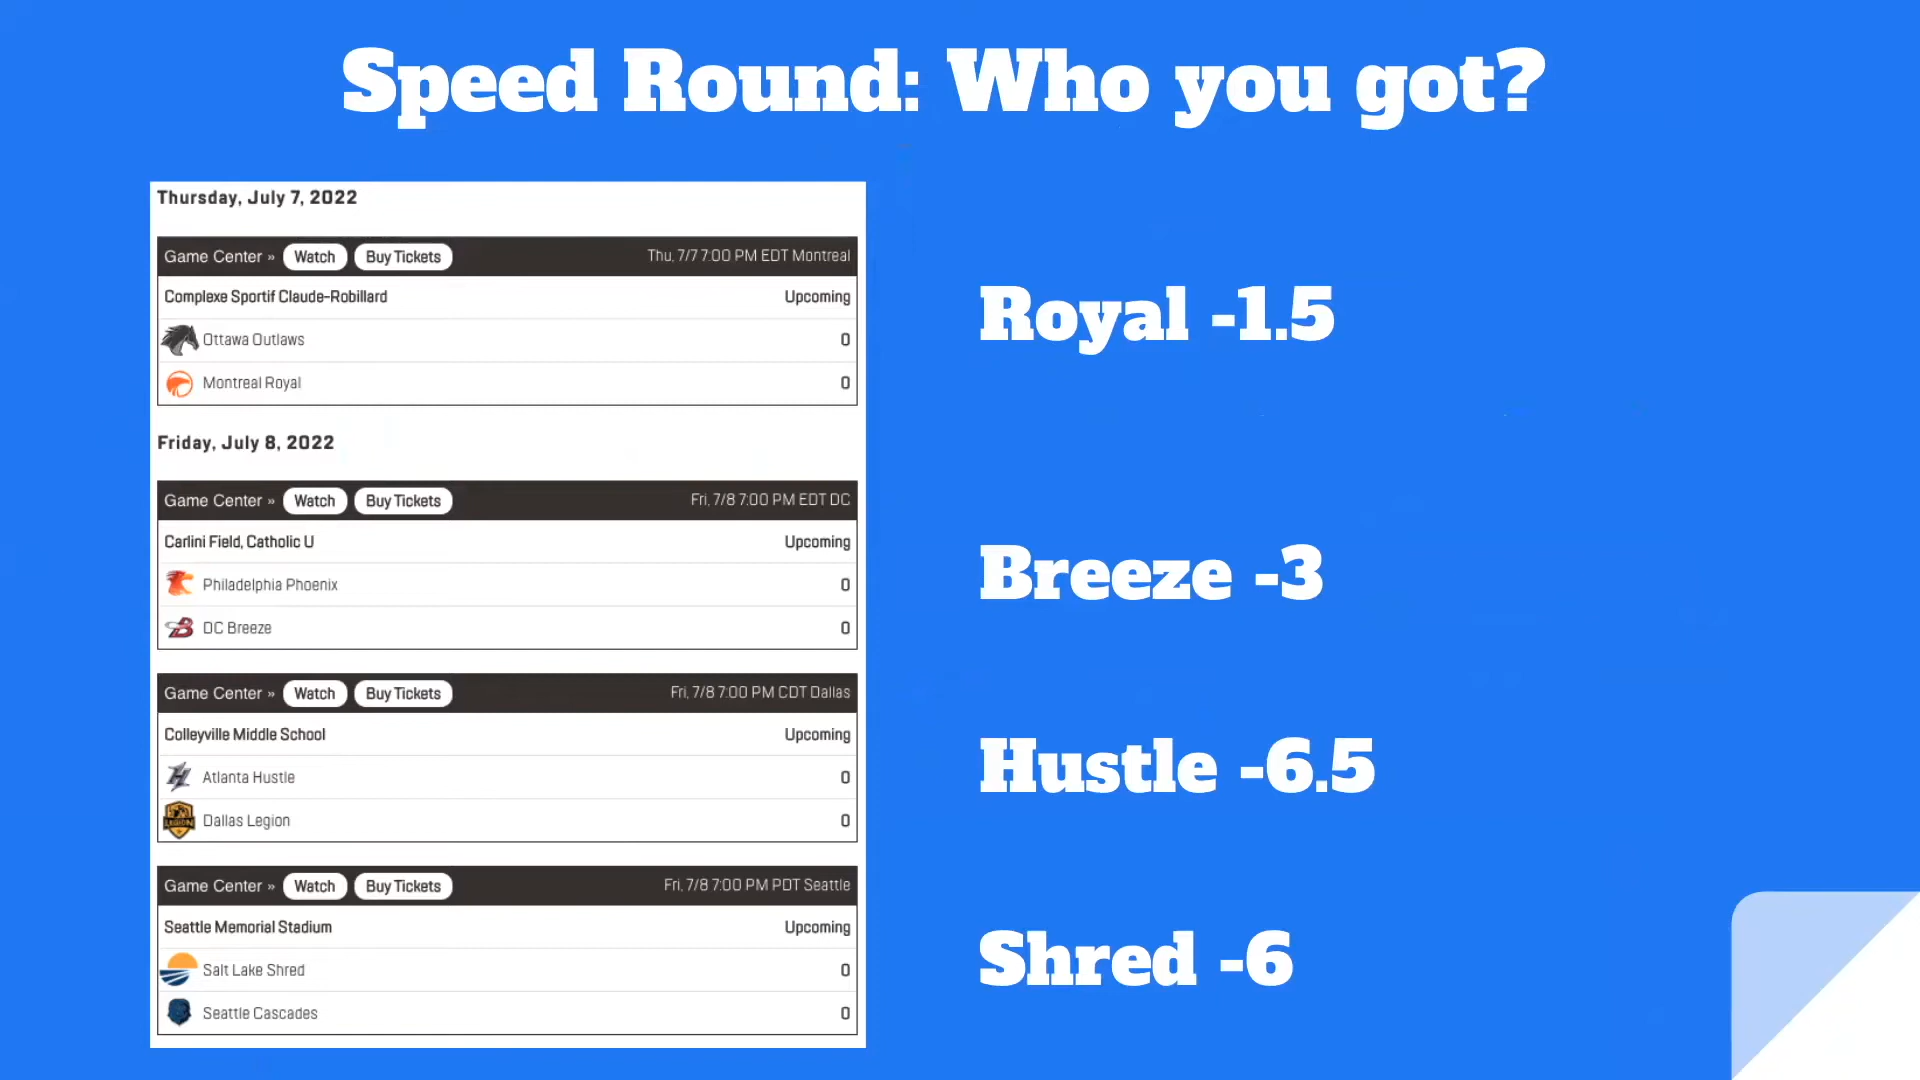 Speed Round: Who you got?
Thursday, July 7, 2022
Game Center » Watch Buy Tickets Thu, 7/7 7:00 PM EDT Montreal
Complexe Sportif Claude-Robillard Upcoming
Ottawa Outlaws 0
Montreal Royal 0
Royal -1.5
Friday, July 8, 2022
Game Center » Watch Buy Tickets Fri, 7/8 7:00 PM EDT DC
Carlini Field, Catholic U Upcoming
Philadelphia Phoenix 0
DC Breeze 0
Breeze -3
Game Center » Watch Buy Tickets Fri, 7/8 7:00 PM CDT Dallas
Colleyville Middle School Upcoming
Atlanta Hustle 0
Dallas Legion 0
Hustle -6.5
Game Center » Watch Buy Tickets Fri, 7/8 7:00 PM PDT Seattle
Seattle Memorial Stadium Upcoming
Salt Lake Shred 0
Seattle Cascades 0
Shred -6